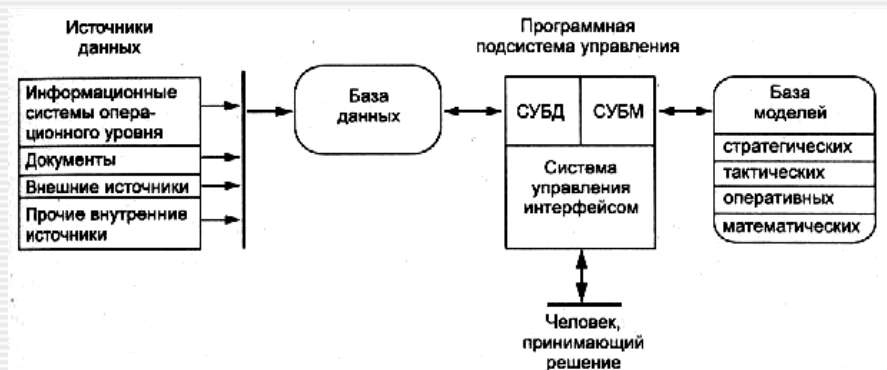 Источники
данных
Информационные
системы опера-
ционного уровня
Документы
Внешние источники
Прочие внутренние
источники
База
данных
Программная
подсистема управления
СУБД
СУБМ
Система
управления
интерфейсом
Человек,
принимающий
решение
База
моделей
стратегических
тактических
оперативных
математических